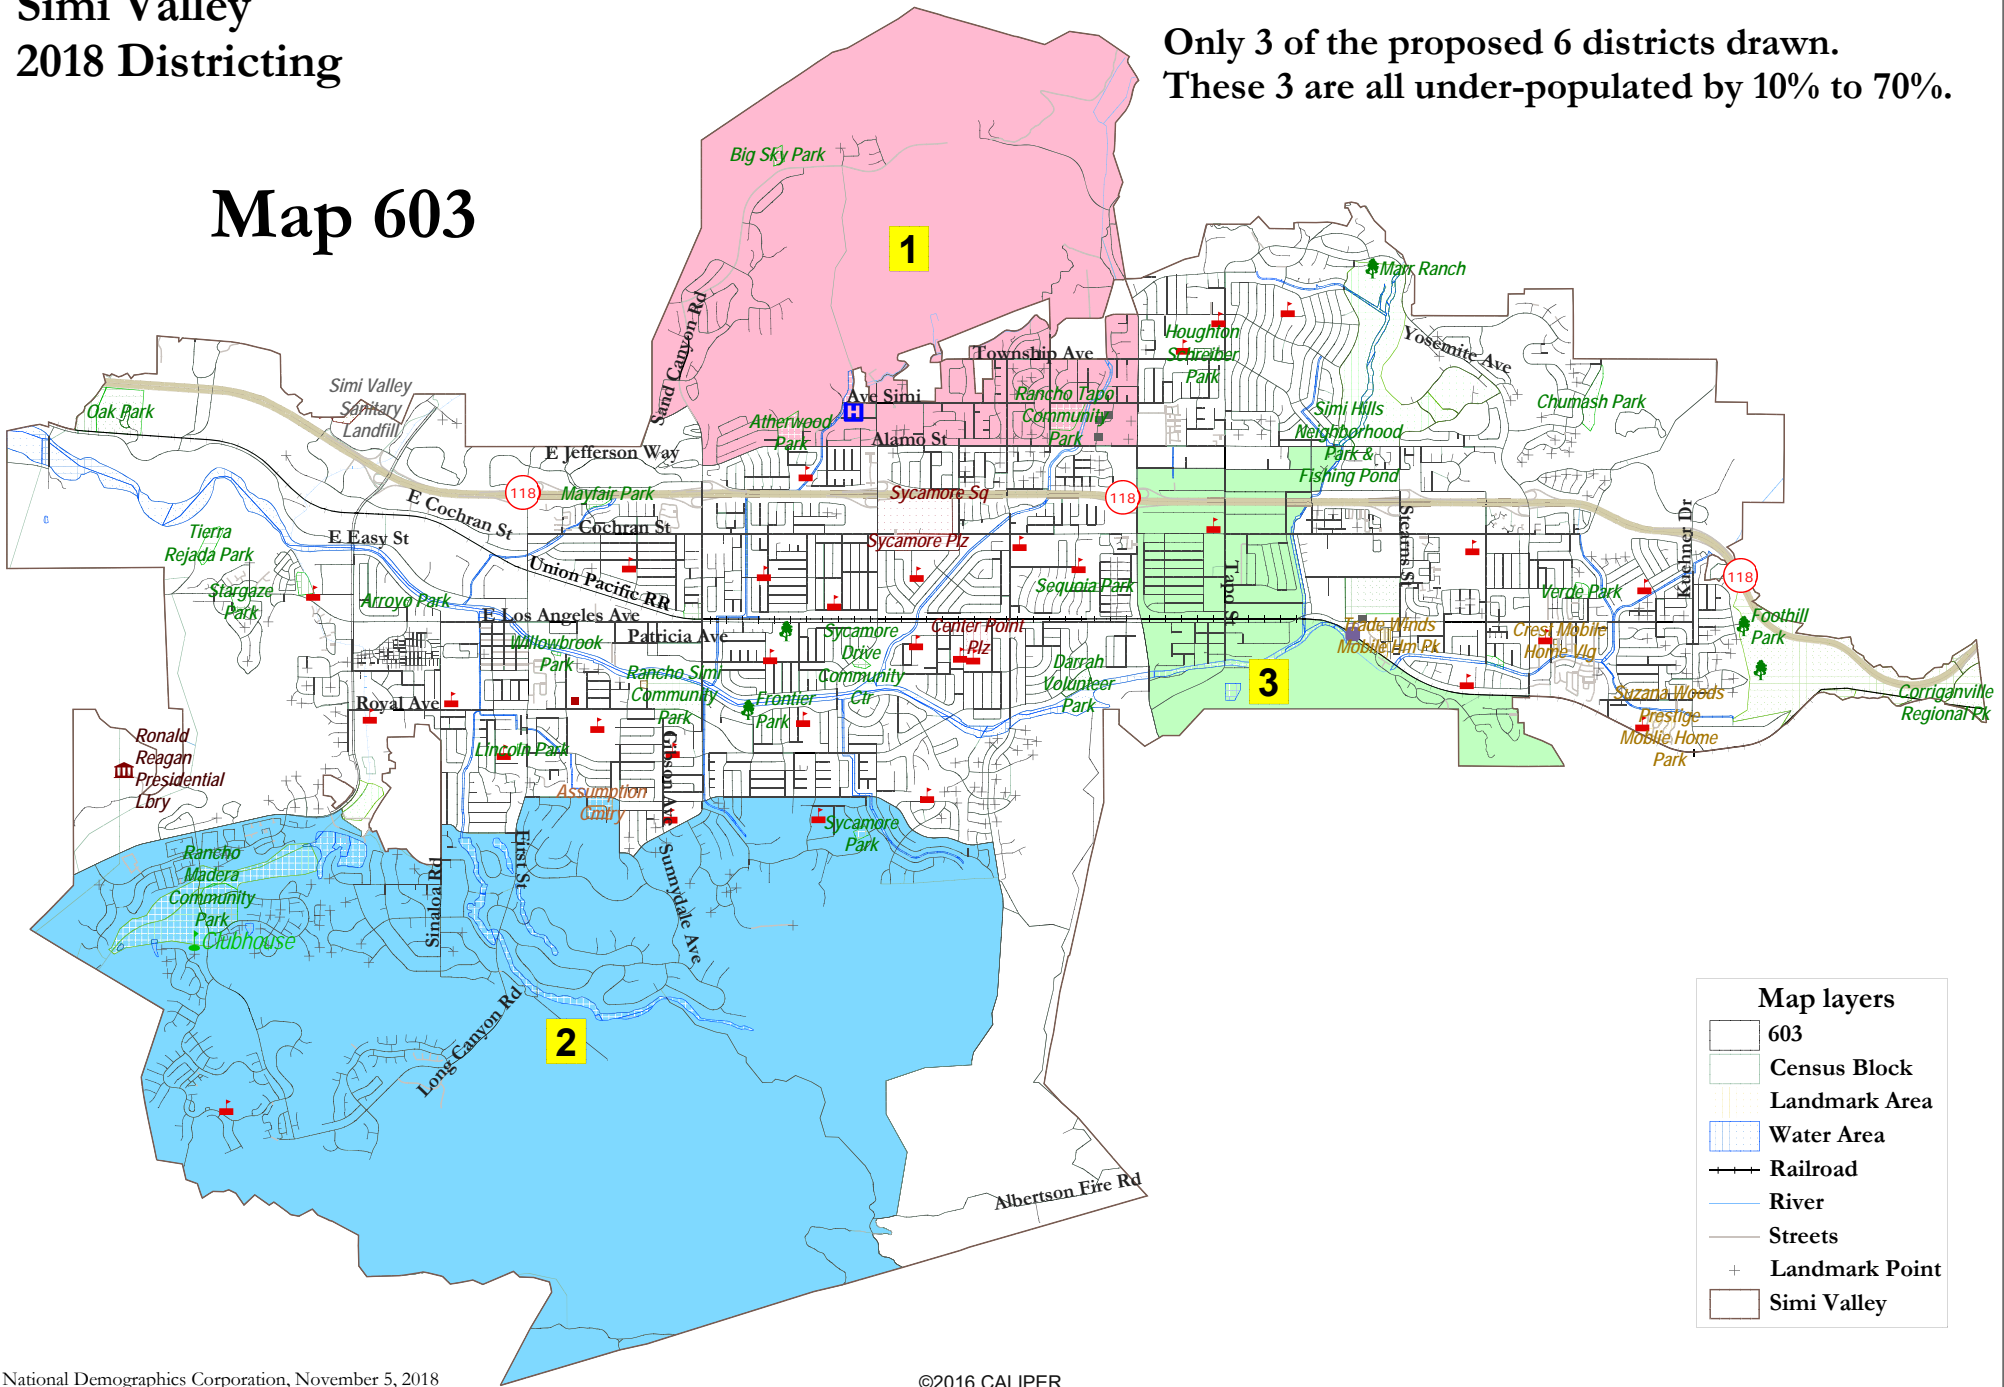 Simi Valley
2018 Districting
Only 3 of the proposed 6 districts drawn.
These 3 are all under-populated by 10% to 70%.
Map 603
Big Sky Park
1
Marr Ranch
Sand Canyon Rd
Houghton
Schreiber
Park
Yosemite Ave
Township Ave
Simi Valley
Sanitary
Landfill
Oak Park
Ave Simi
H
Rancho Tapo
Community
Park
Chumash Park
Simi Hills
Neighborhood
Park &
Fishing Pond
Atherwood
Park
Alamo St
E Jefferson Way
118
Mayfair Park
Sycamore Sq
118
E Cochran St
Cochran St
Stearns St
Kuehner Dr
Tierra
Rejada Park
E Easy St
Sycamore Plz
Union Pacific RR
Tapo St
118
Stargaze
Park
Arroyo Park
Sequoia Park
Verde Park
E Los Angeles Ave
Patricia Ave
Willowbrook
Park
Sycamore
Drive
Community
Ctr
Center Point
Plz
Trade Winds
Mobile Hm Pk
Crest Mobile
Home Vlg
Foothill
Park
Rancho Simi
Community
Park
Frontier
Park
Darrah
Volunteer
Park
3
Royal Ave
Suzana Woods
Prestige
Moblie Home
Park
Corriganville
Regional Pk
Ronald
Reagan
Presidential
Lbry
Lincoln Park
Gibson Ave
Assumption
Cmtry
Sycamore
Park
Rancho
Madera
Community
Park
Clubhouse
Sinaloa Rd
First St
Sunnydale Ave
Long Canyon Rd
2
Albertson Fire Rd
Map layers
603
Census Block
Landmark Area
Water Area
Railroad
River
Streets
Landmark Point
Simi Valley
National Demographics Corporation, November 5, 2018
©2016 CALIPER